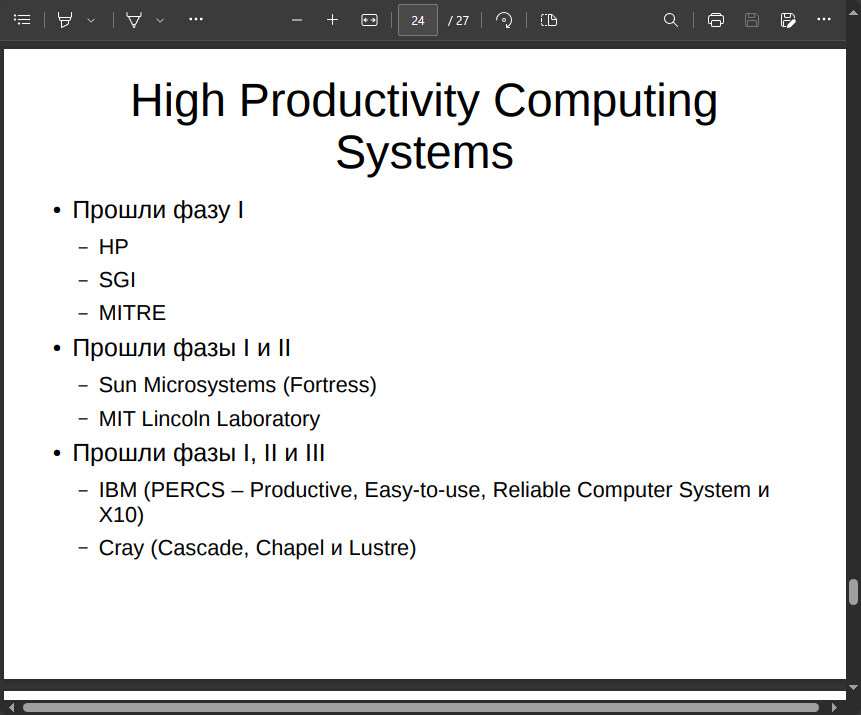 24 / 27
High Productivity Computing
Systems
• Прошли фазу I
– HP
– SGI
– MITRE
• Прошли фазы I и II
– Sun Microsystems (Fortress)
– MIT Lincoln Laboratory
• Прошли фазы I, II и III
– IBM (PERCS – Productive, Easy-to-use, Reliable Computer System и
X10)
– Cray (Cascade, Chapel и Lustre)